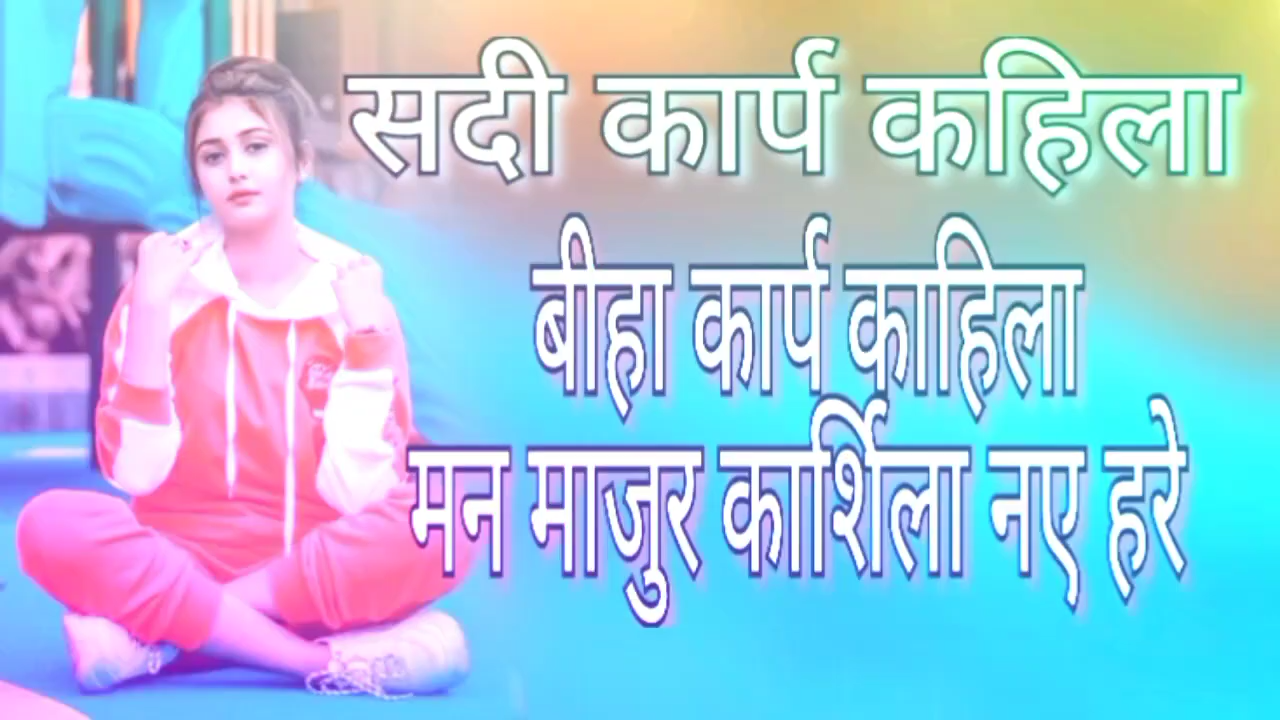 सदी कार्प कहिला
बीहा कार्प काहिला
मन माजुर कार्शिला नए हरे